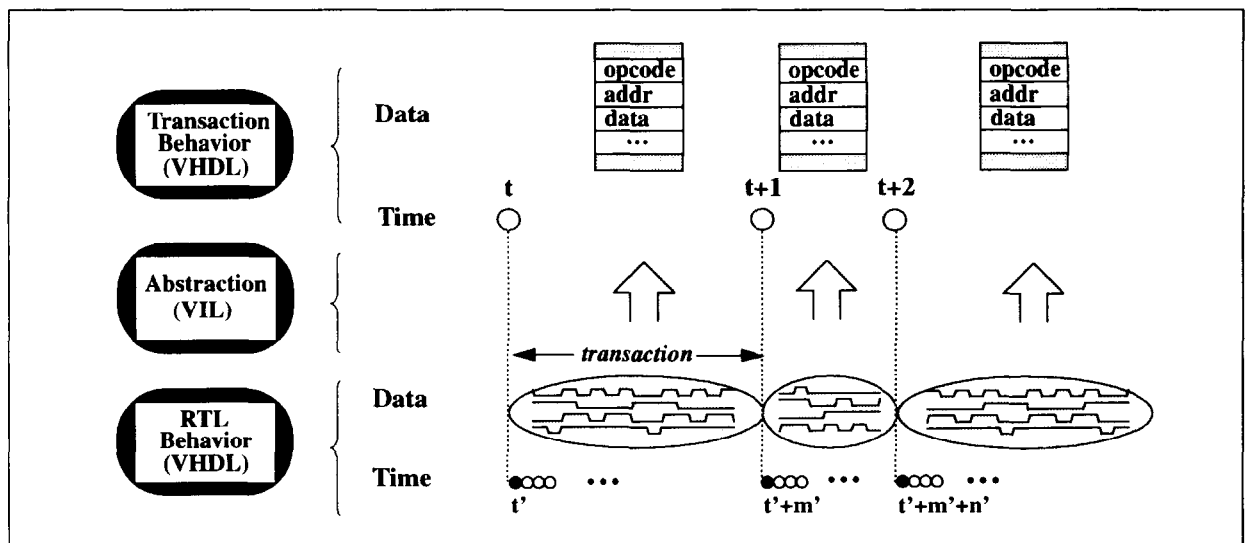 Transaction
Behavior
(VHDL)
Data
opcode
addr
data
...
opcode
addr
data
...
opcode
addr
data
...
Time
t
t+1
t+2
Abstraction
(VIL)
transaction
RTL
Behavior
(VHDL)
Data
Time
...
...
...
t'
t'+m'
t'+m'+n'